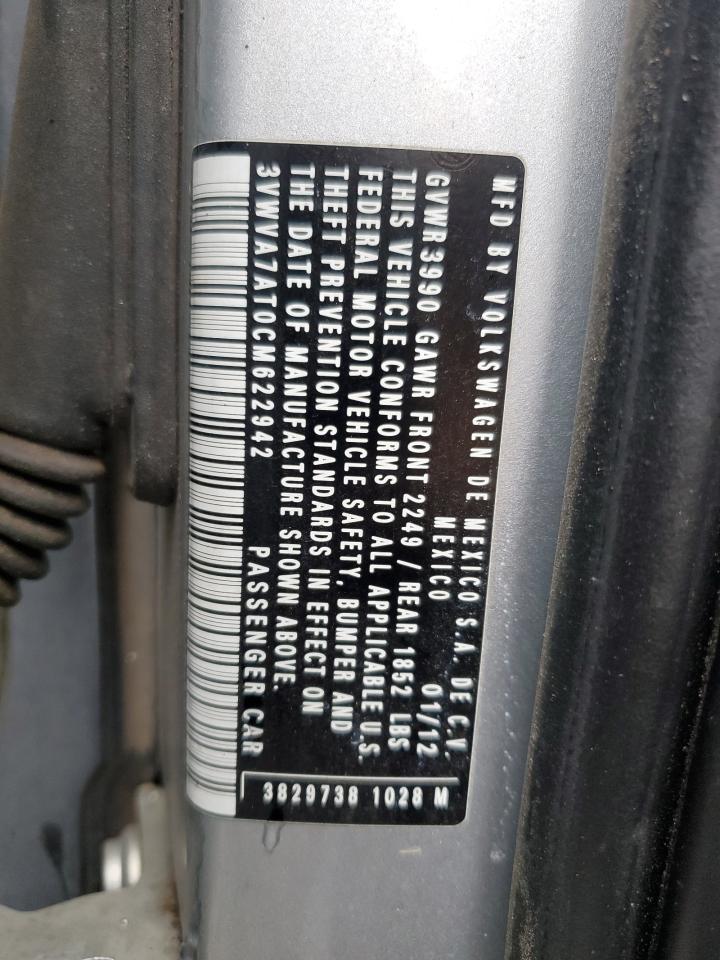 MFD BY VOLKSWAGEN DE MEXICO S.A. DE C.V.
MEXICO 01/12
GVWR 3990 GAWR FRONT 2249 / REAR 1852 LBS
THIS VEHICLE CONFORMS TO ALL APPLICABLE U.S.
FEDERAL MOTOR VEHICLE SAFETY, BUMPER AND
THEFT PREVENTION STANDARDS IN EFFECT ON
THE DATE OF MANUFACTURE SHOWN ABOVE.
3VWVA7AT0CM622942 PASSENGER CAR
3829738 1028 M